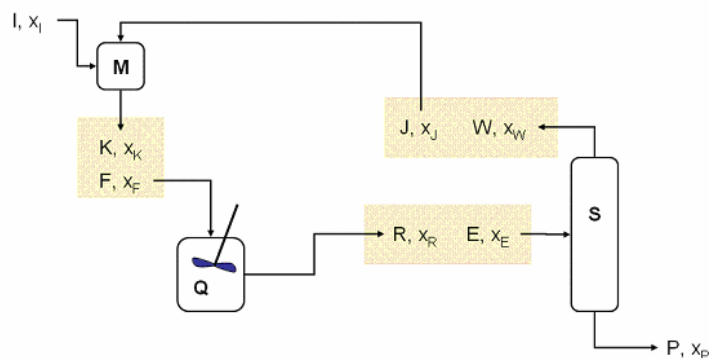 I, x_I
M
J, x_J W, x_W
K, x_K
F, x_F
S
R, x_R E, x_E
Q
P, x_P